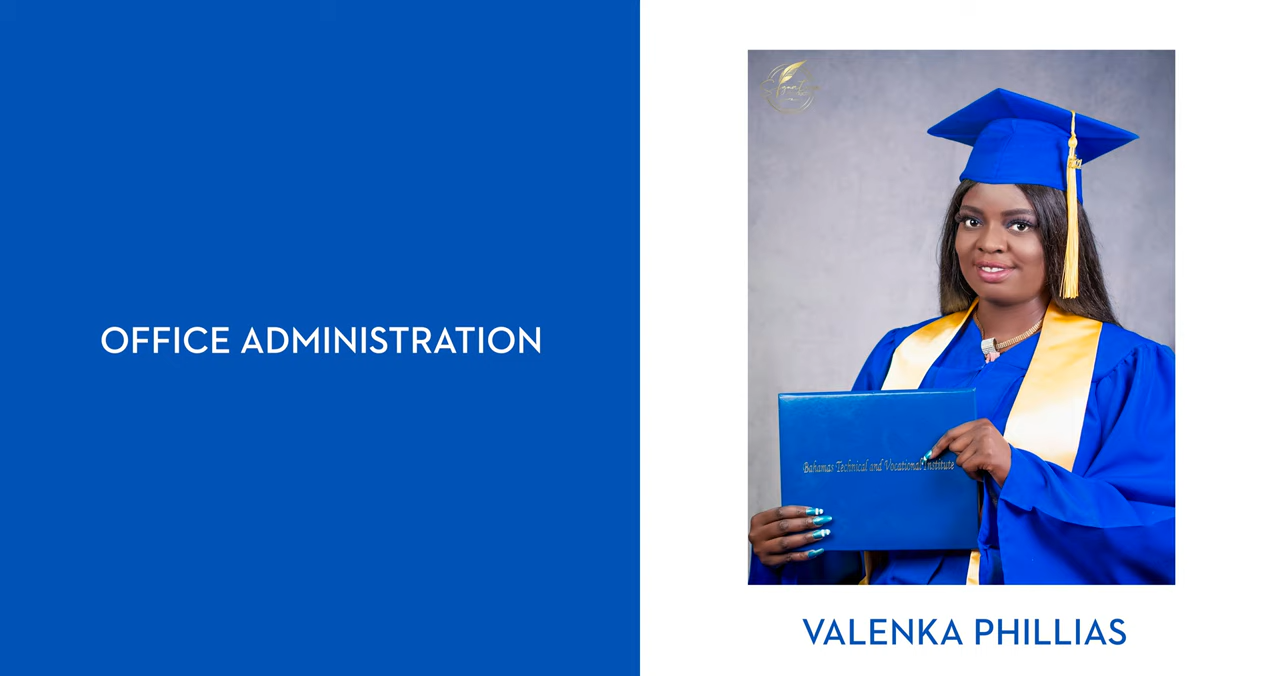 OFFICE ADMINISTRATION
Bahamas Technical and Vocational Institute
VALENKA PHILLIAS